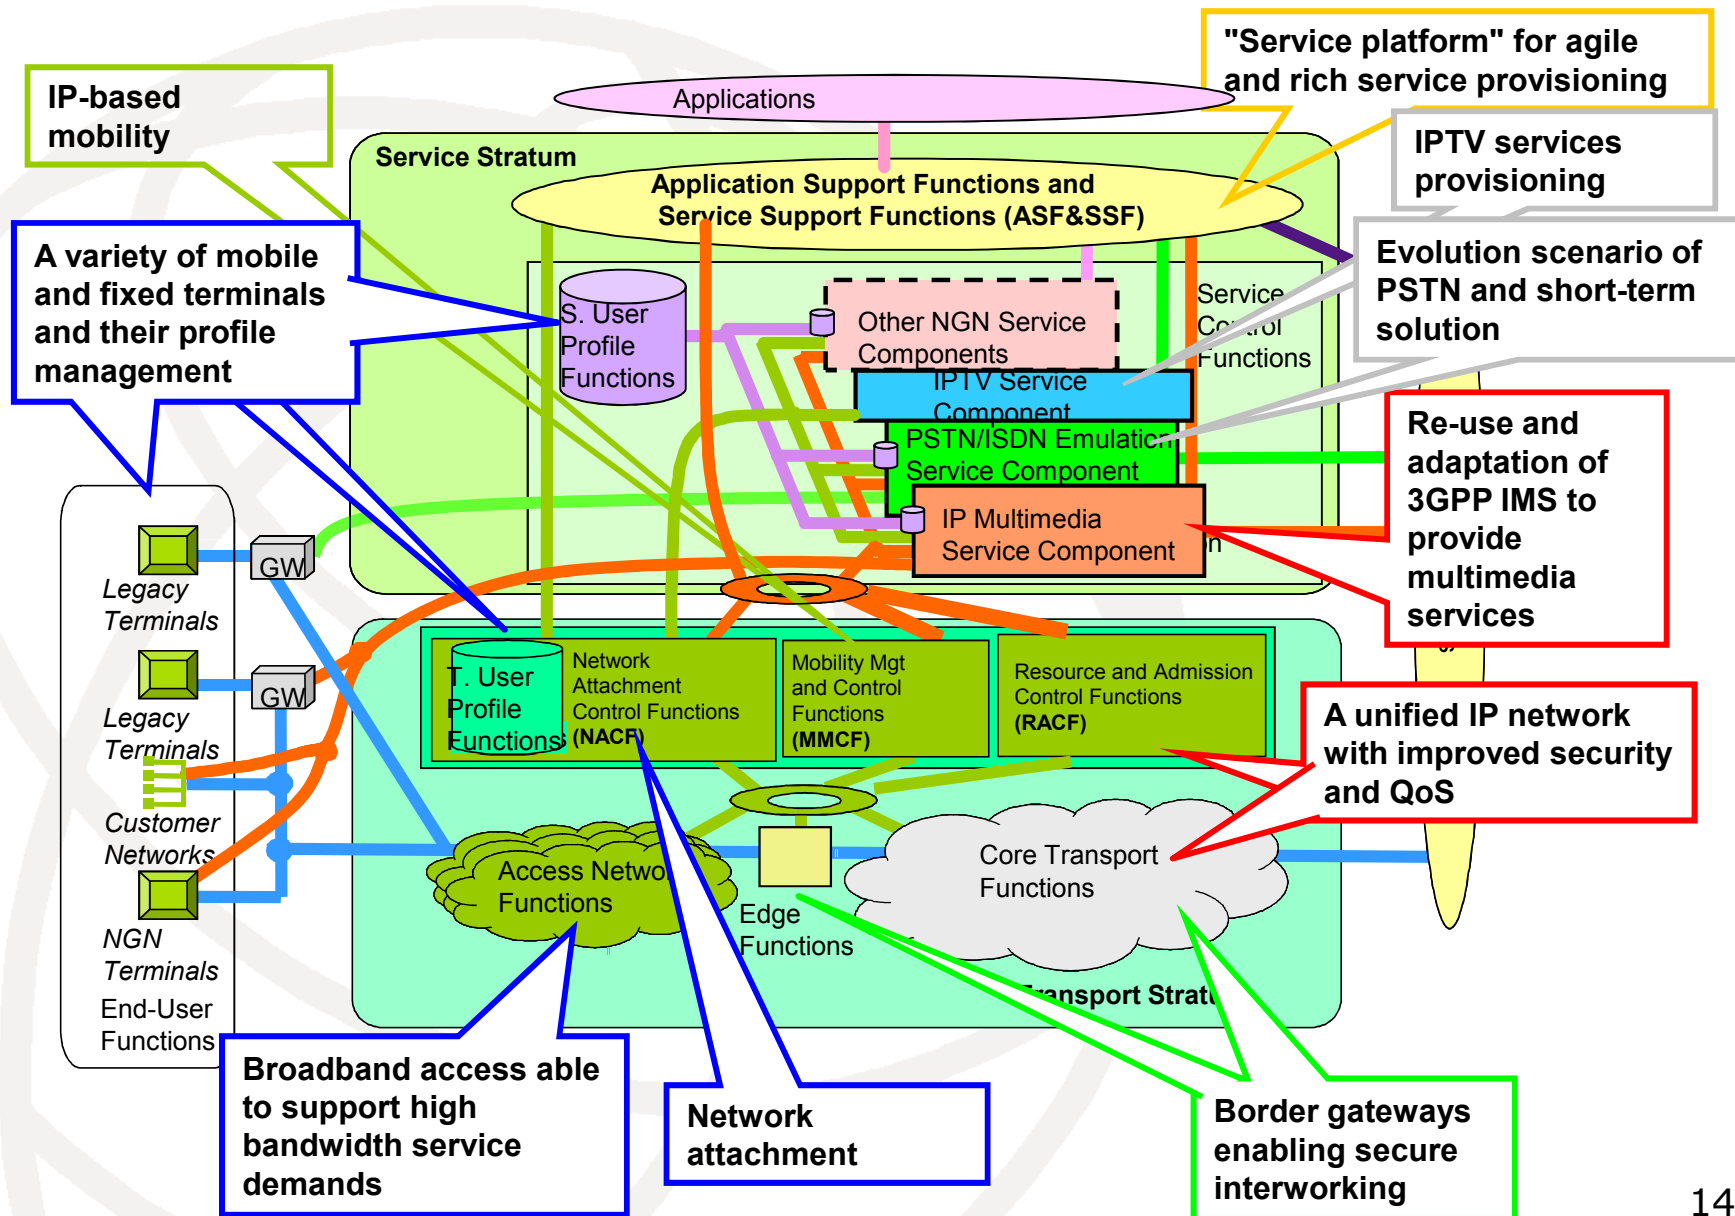 "Service platform" for agile
and rich service provisioning
IP-based
mobility
Applications
IPTV services
provisioning
Service Stratum
Application Support Functions and
Service Support Functions (ASF&SSF)
A variety of mobile
and fixed terminals
and their profile
management
Evolution scenario of
PSTN and short-term
solution
S. User
Profile
Functions
Other NGN Service
Components
Service
Control
Functions
IPTV Service
Component
PSTN/ISDN Emulation
Service Component
IP Multimedia
Service Component
Re-use and
adaptation of
3GPP IMS to
provide
multimedia
services
GW
Legacy
Terminals
GW
Legacy
Terminals
Customer
Networks
NGN
Terminals
End-User
Functions
T. User
Profile
Functions
Network
Attachment
Control Functions
(NACF)
Mobility Mgt
and Control
Functions
(MMCF)
Resource and Admission
Control Functions
(RACF)
A unified IP network
with improved security
and QoS
Access Network
Functions
Edge
Functions
Core Transport
Functions
Transport Stratu
Broadband access able
to support high
bandwidth service
demands
Network
attachment
Border gateways
enabling secure
interworking
14